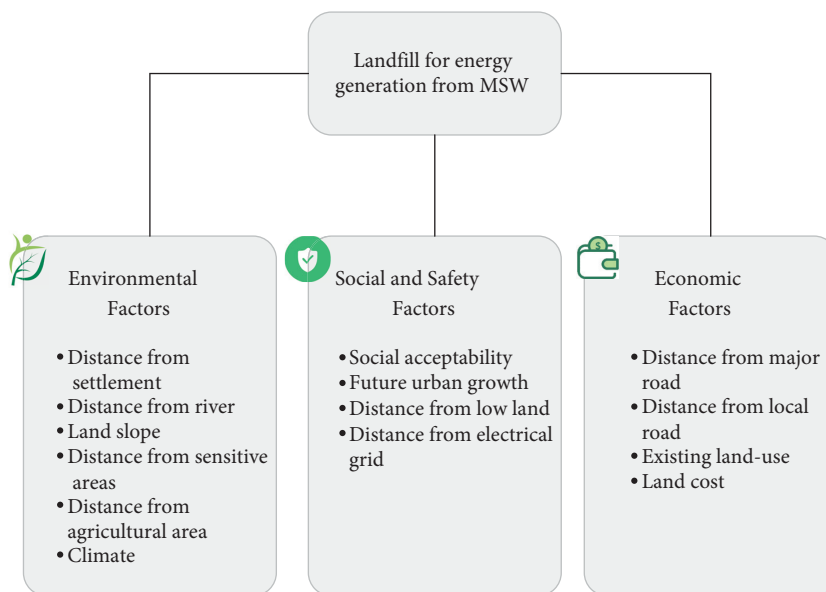 Landfill for energy
generation from MSW
Environmental
Factors
• Distance from
settlement
• Distance from river
• Land slope
• Distance from sensitive
areas
• Distance from
agricultural area
• Climate
Social and Safety
Factors
• Social acceptability
• Future urban growth
• Distance from low land
• Distance from electrical
grid
$
Economic
Factors
• Distance from major
road
• Distance from local
road
• Existing land-use
• Land cost